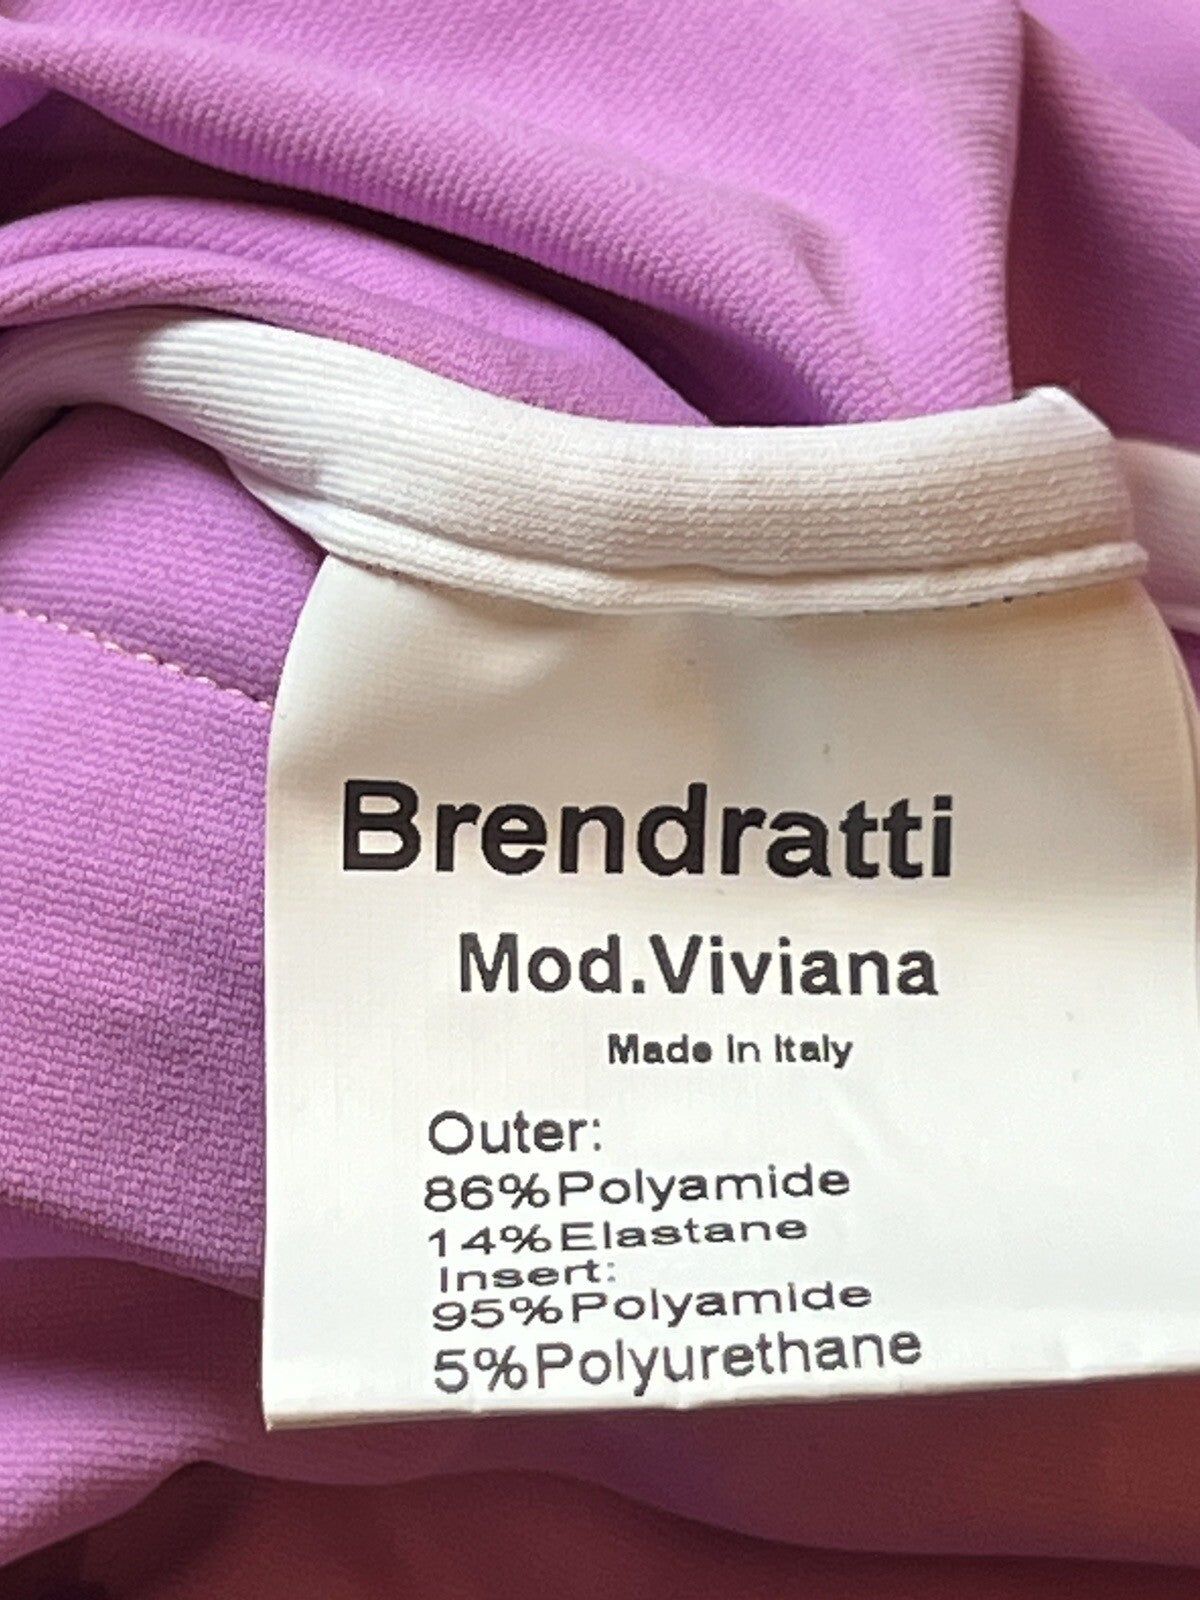 Brendratti
Mod.Viviana
Made In Italy
Outer:
86%Polyamide
14%Elastane
Insert:
95%Polyamide
5%Polyurethane